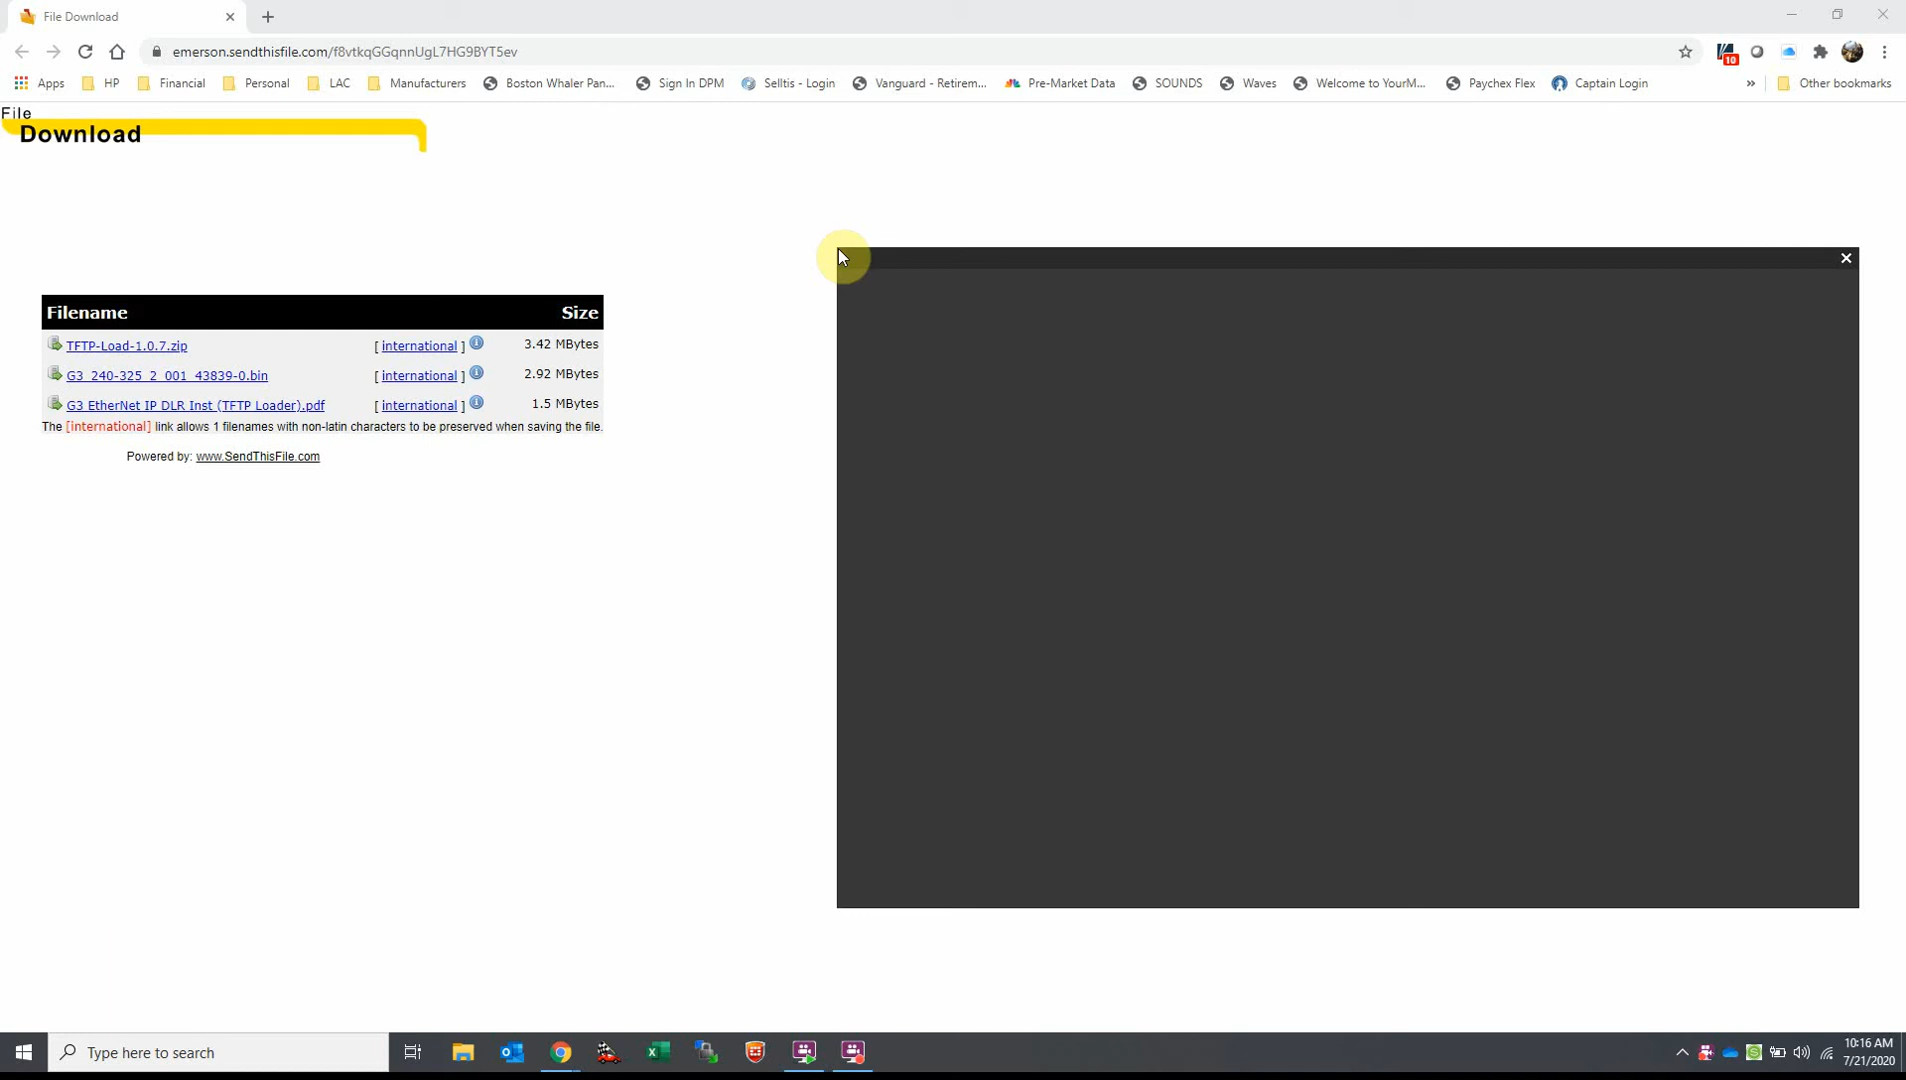 File Download
emerson.sendthisfile.com/f8vtkqGGqnnUgL7HG9BYT5ev
10
Apps HP Financial Personal LAC Manufacturers Boston Whaler Pan... Sign In DPM Selltis - Login Vanguard - Retirem... Pre-Market Data SOUNDS Waves Welcome to YourM... Paychex Flex Captain Login » Other bookmarks
File
Download
Filename Size
TFTP-Load-1.0.7.zip [ international ] 3.42 MBytes
G3_240-325_2_001_43839-0.bin [ international ] 2.92 MBytes
G3 EtherNet IP DLR Inst (TFTP Loader).pdf [ international ] 1.5 MBytes
The [international] link allows 1 filenames with non-latin characters to be preserved when saving the file.
Powered by: www.SendThisFile.com
Type here to search
10:16 AM
7/21/2020